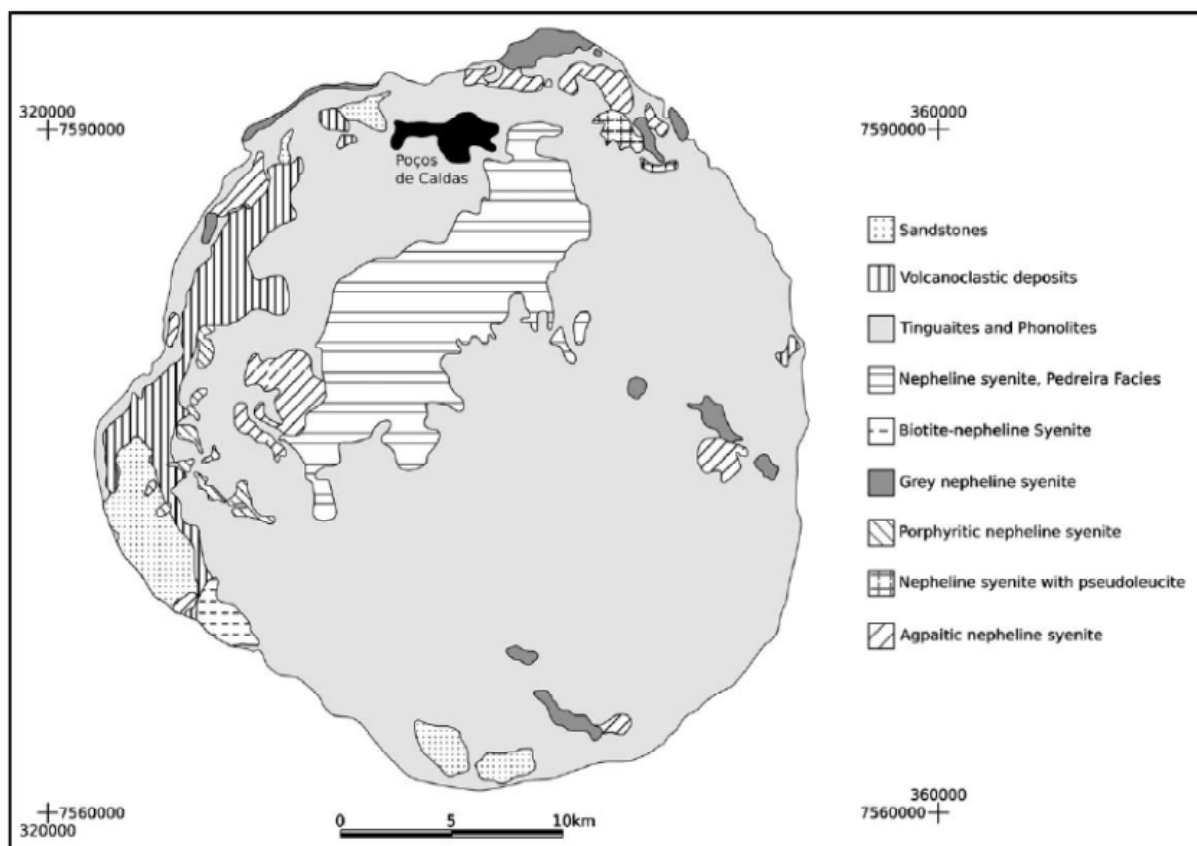 320000
7590000
360000
7590000
Poços
de Caldas
Sandstones
Volcanoclastic deposits
Tinguaites and Phonolites
Nepheline syenite, Pedreira Facies
Biotite-nepheline Syenite
Grey nepheline syenite
Porphyritic nepheline syenite
Nepheline syenite with pseudoleucite
Agpaitic nepheline syenite
7560000
320000
0 5 10km
360000
7560000